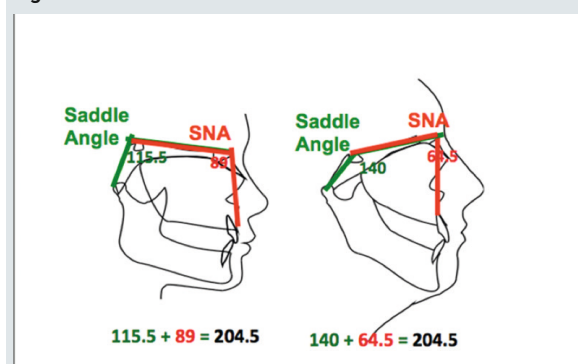 Saddle
Angle
SNA
115.5
89
115.5 + 89 = 204.5
Saddle
Angle
SNA
140
64.5
140 + 64.5 = 204.5